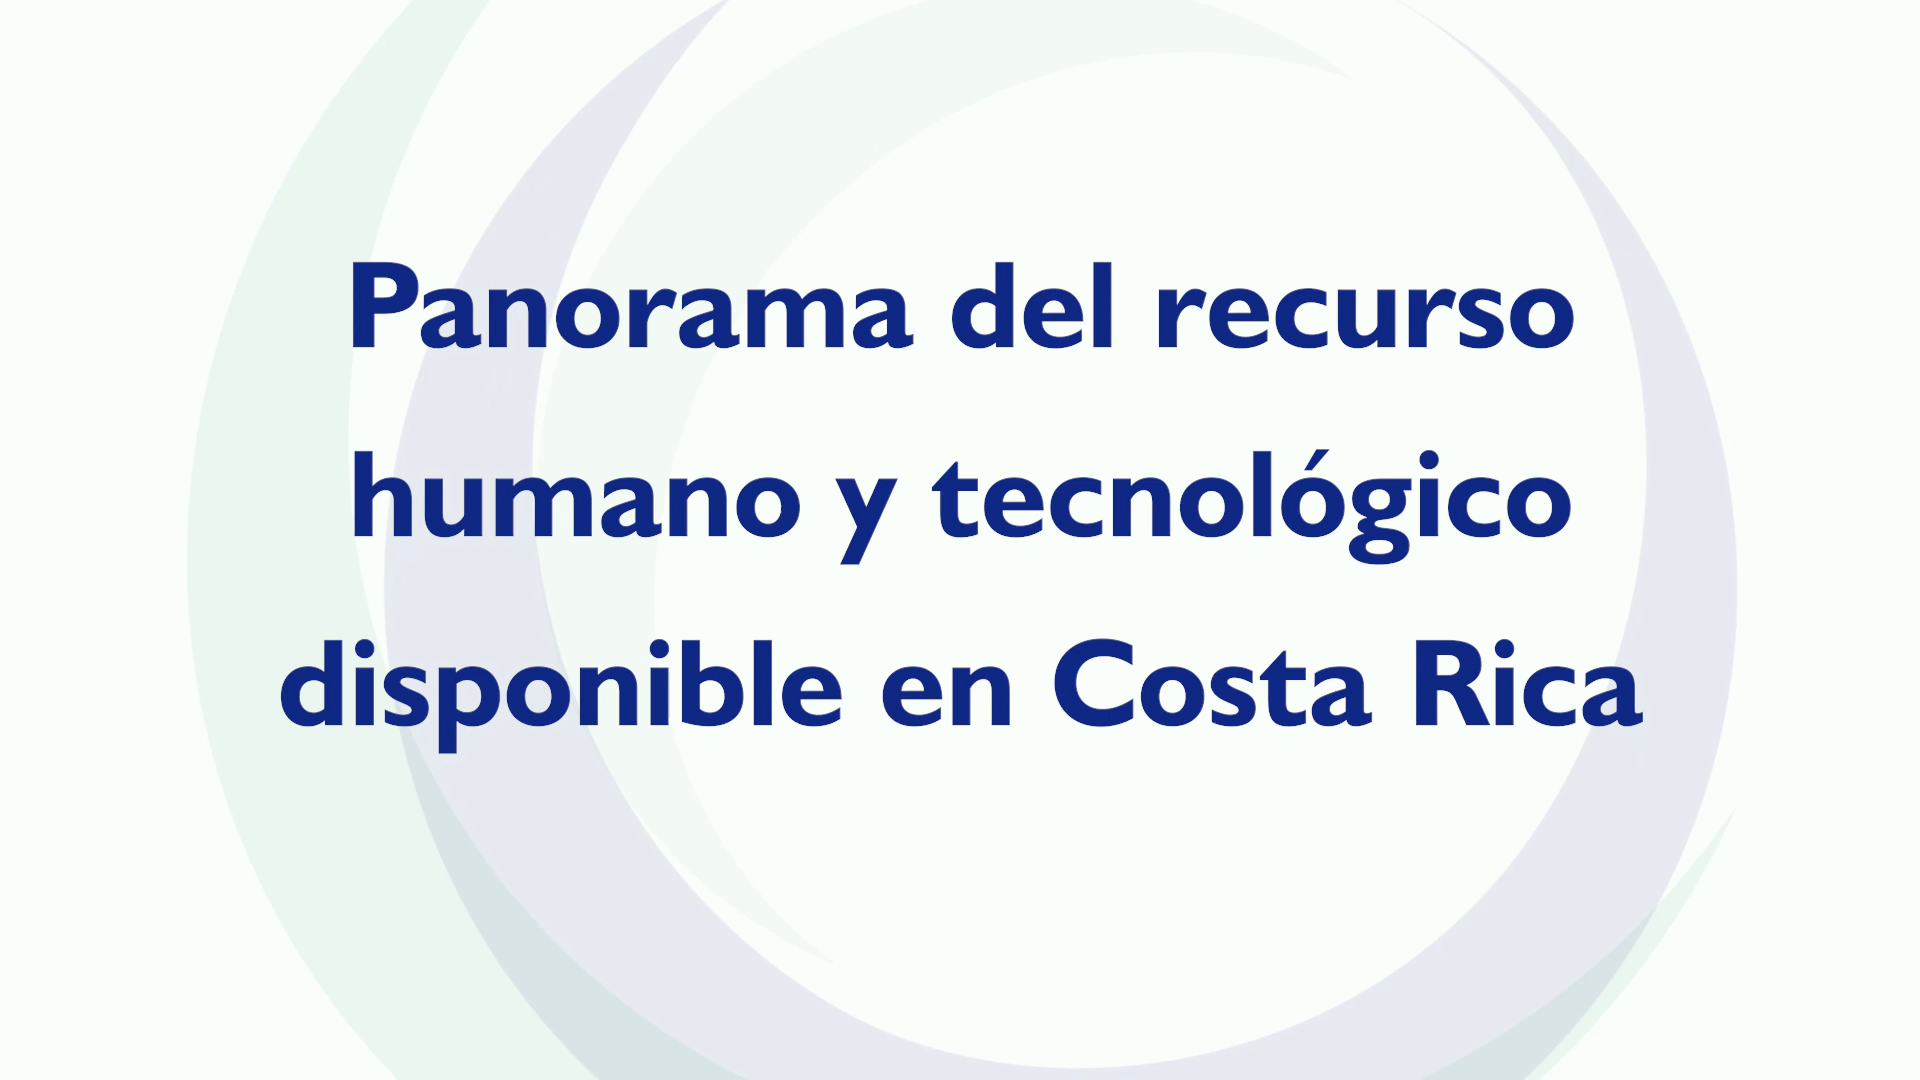 Panorama del recurso
humano y tecnológico
disponible en Costa Rica